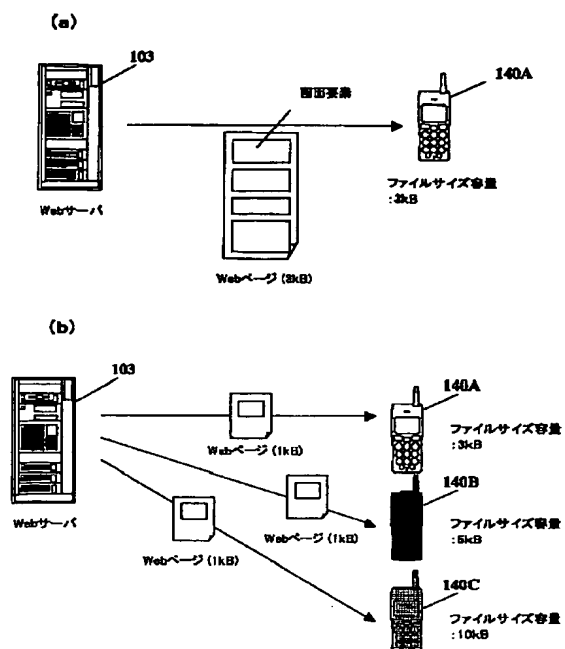 (a)
103
画面要素
140A
Webサーバ
ファイルサイズ容量
:3kB
Webページ (3kB)
(b)
103
140A
Webページ (1kB)
ファイルサイズ容量
:3kB
140B
Webサーバ
Webページ (1kB)
ファイルサイズ容量
:5kB
Webページ (1kB)
140C
ファイルサイズ容量
:10kB